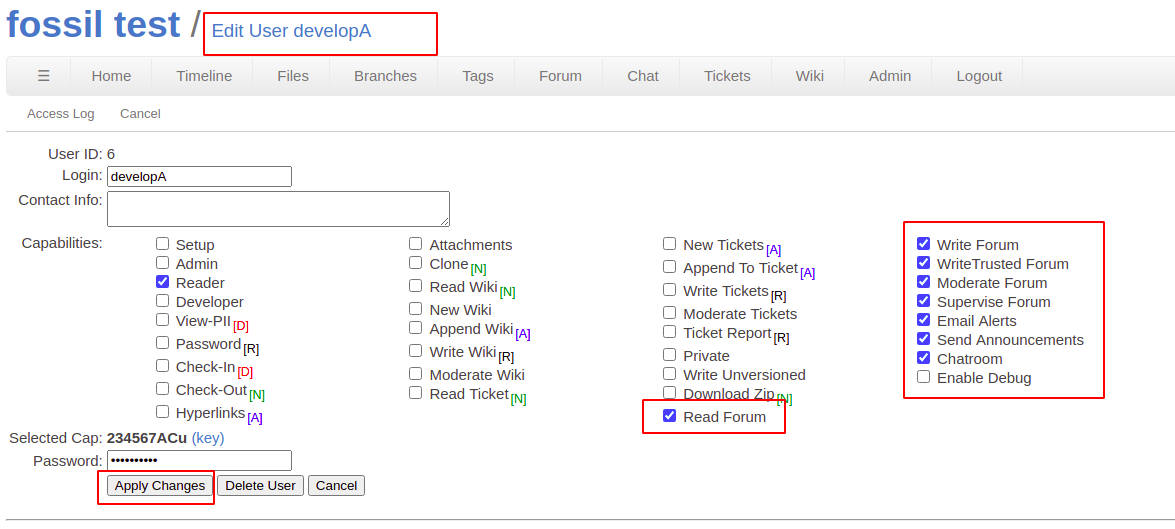 fossil test / Edit User developA
☰ Home Timeline Files Branches Tags Forum Chat Tickets Wiki Admin Logout
Access Log Cancel
User ID: 6
Login: developA
Contact Info:
Capabilities:
Setup
Admin
Reader
Developer
View-PII[D]
Password[R]
Check-In[D]
Check-Out[N]
Hyperlinks[A]
Attachments
Clone[N]
Read Wiki[N]
New Wiki
Append Wiki[A]
Write Wiki[R]
Moderate Wiki
Read Ticket[N]
New Tickets[A]
Append To Ticket[A]
Write Tickets[R]
Moderate Tickets
Ticket Report[R]
Private
Write Unversioned
Download Zip[N]
Read Forum
Write Forum
WriteTrusted Forum
Moderate Forum
Supervise Forum
Email Alerts
Send Announcements
Chatroom
Enable Debug
Selected Cap: 234567ACu (key)
Password: ••••••••••
Apply Changes Delete User Cancel